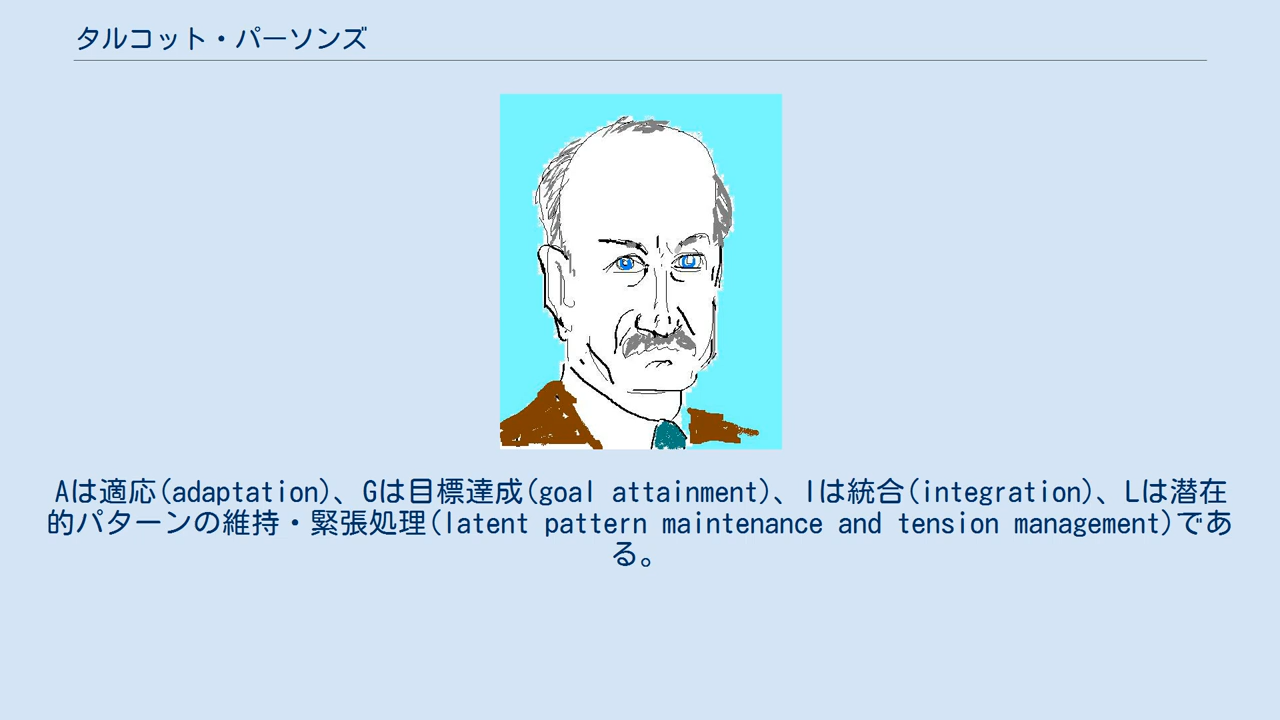 タルコット・パーソンズ
Aは適応(adaptation)、Gは目標達成(goal attainment)、Iは統合(integration)、Lは潜在
的パターンの維持・緊張処理(latent pattern maintenance and tension management)であ
る。